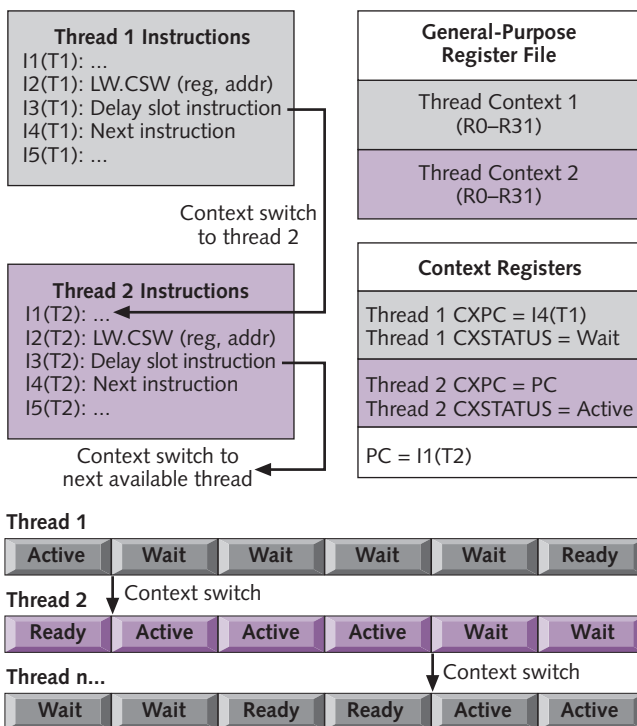 Thread 1 Instructions
I1(T1): ...
I2(T1): LW.CSW (reg, addr)
I3(T1): Delay slot instruction
I4(T1): Next instruction
I5(T1): ...
Context switch
to thread 2
Thread 2 Instructions
I1(T2): ...
I2(T2): LW.CSW (reg, addr)
I3(T2): Delay slot instruction
I4(T2): Next instruction
I5(T2): ...
Context switch to
next available thread
General-Purpose
Register File
Thread Context 1
(R0–R31)
Thread Context 2
(R0–R31)
Context Registers
Thread 1 CXPC = I4(T1)
Thread 1 CXSTATUS = Wait
Thread 2 CXPC = PC
Thread 2 CXSTATUS = Active
PC = I1(T2)
Thread 1
Active Wait Wait Wait Wait Ready
Context switch
Thread 2
Ready Active Active Active Wait Wait
Context switch
Thread n...
Wait Wait Ready Ready Active Active